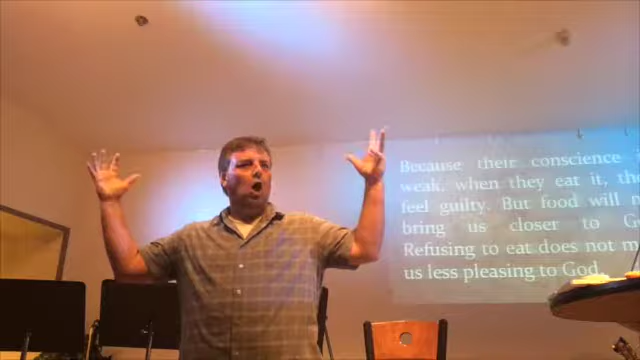 Because their conscience
weak, when they eat it, the
feel guilty. But food will n
bring us closer to G
Refusing to eat does not m
us less pleasing to God.